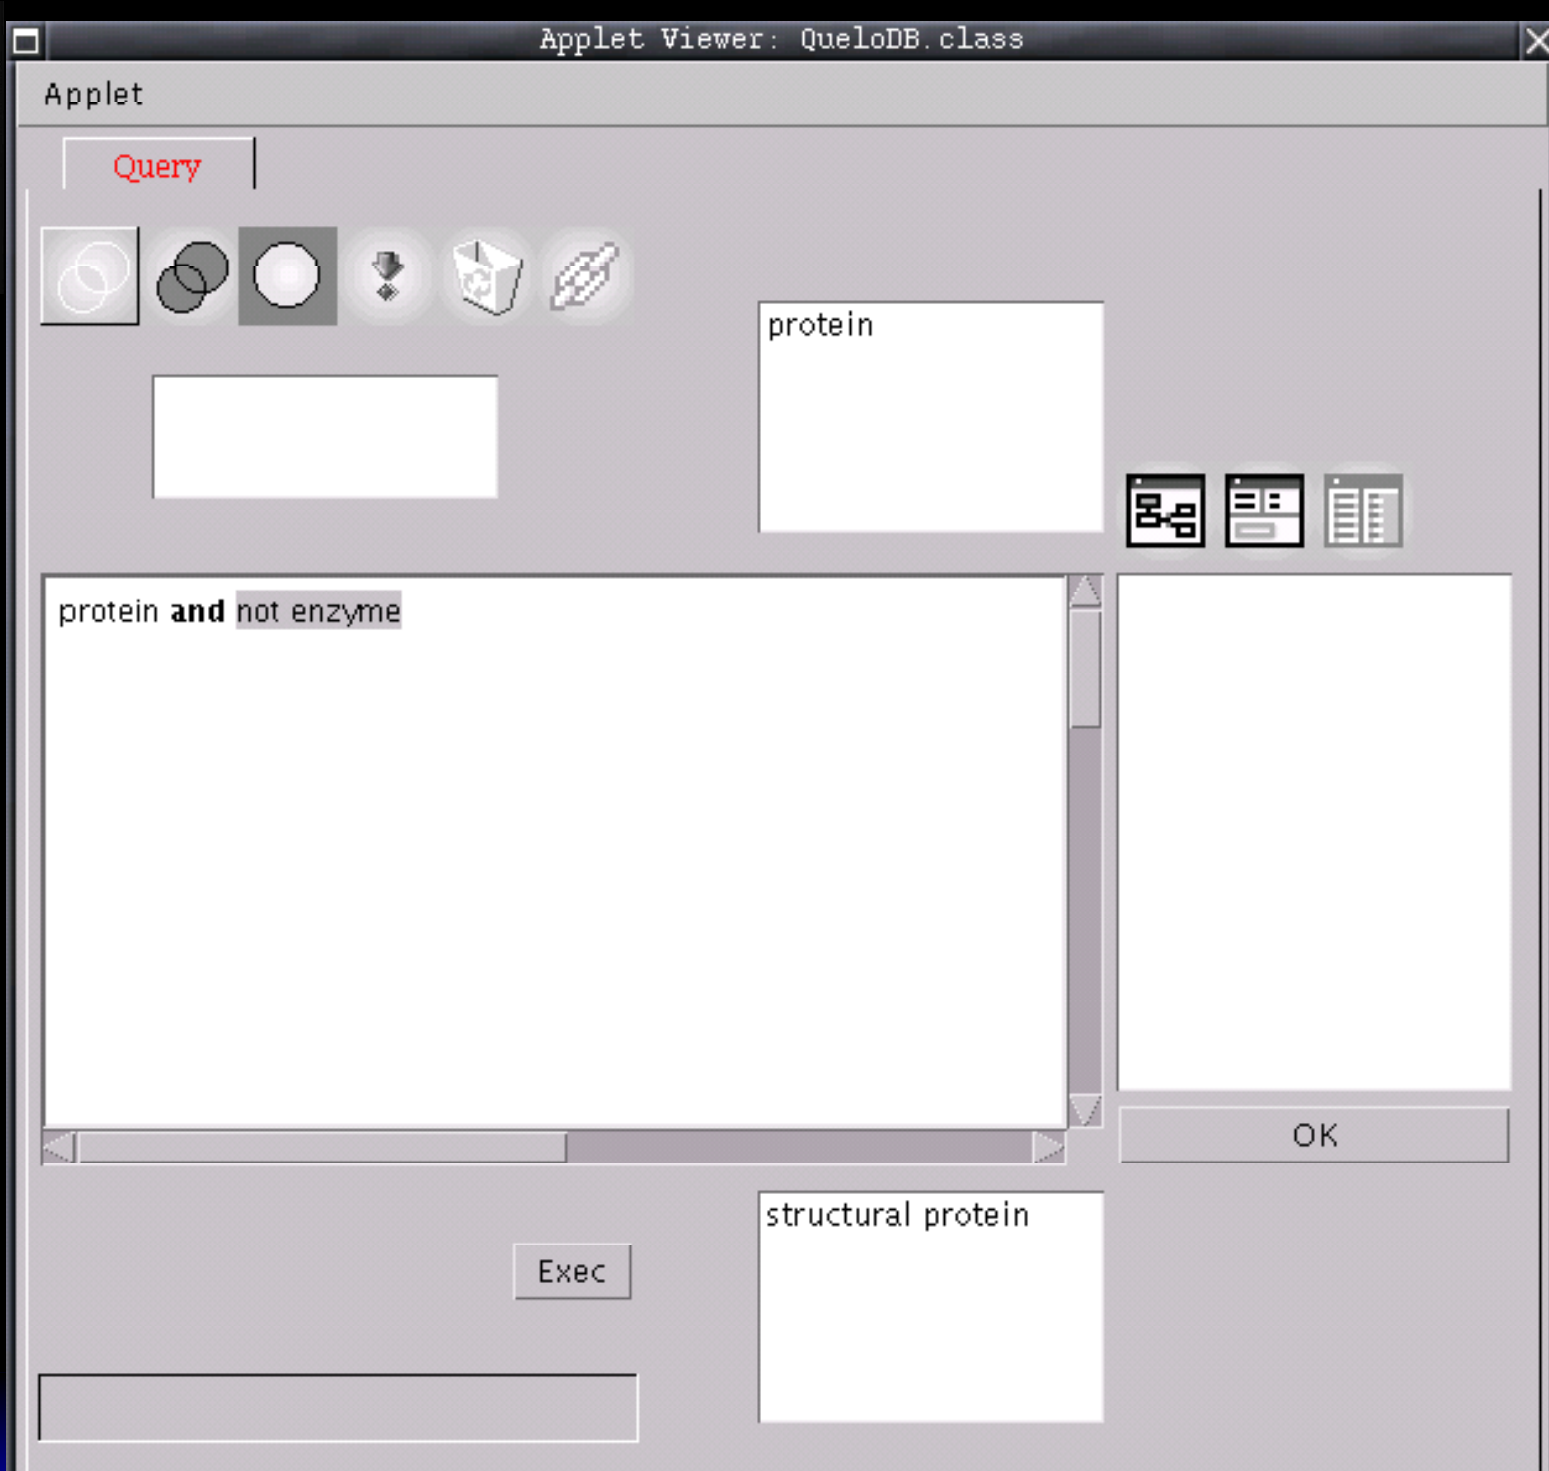 Applet Viewer: QueloDB.class
Applet
Query
protein
protein and not enzyme
OK
structural protein
Exec